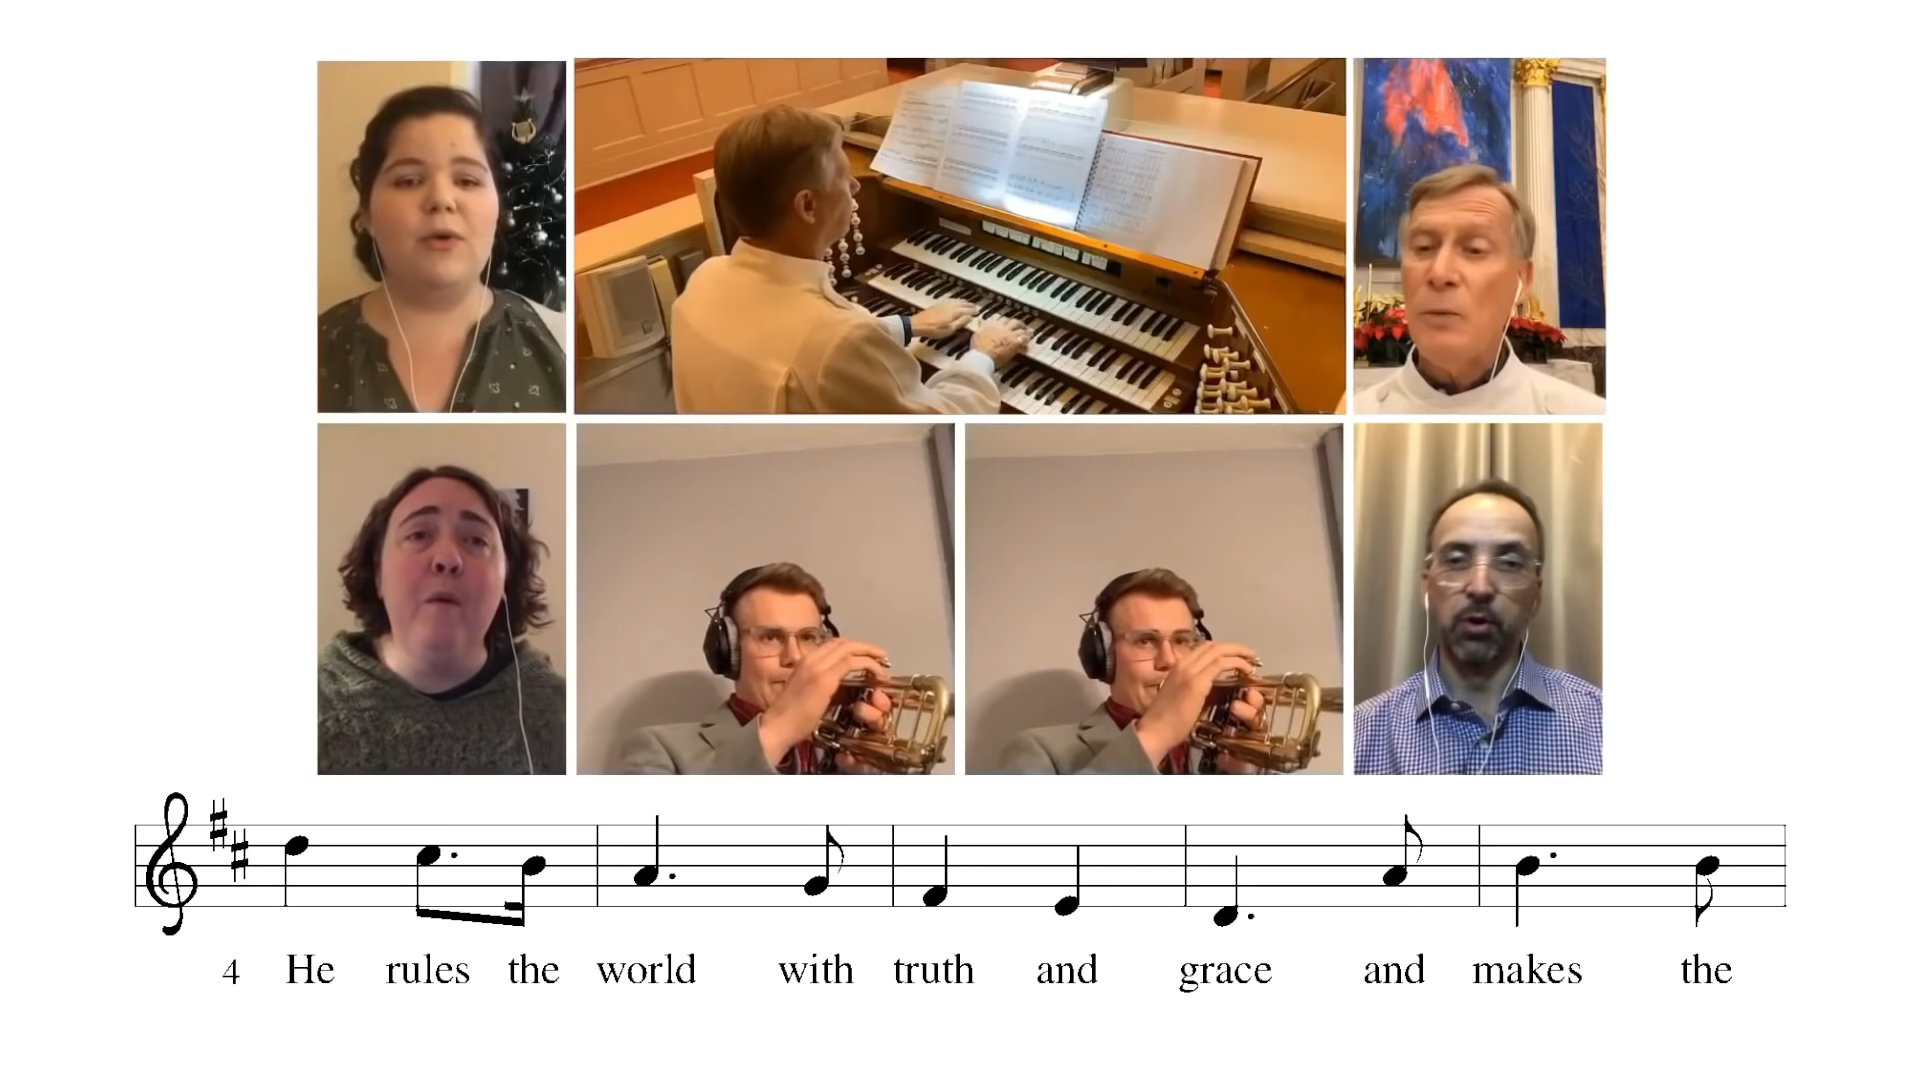 4 He rules the world with truth and grace and makes the